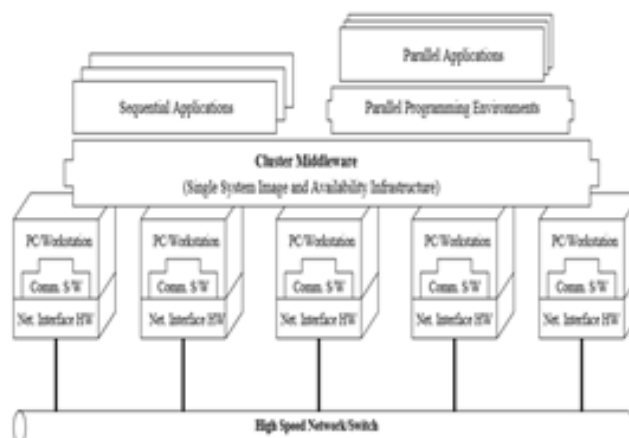 Parallel Applications
Sequential Applications
Parallel Programming Environments
Cluster Middleware
(Single System Image and Availability Infrastructure)
PC/Workstation
Comm. S/W
Net. Interface HW
PC/Workstation
Comm. S/W
Net. Interface HW
PC/Workstation
Comm. S/W
Net. Interface HW
PC/Workstation
Comm. S/W
Net. Interface HW
PC/Workstation
Comm. S/W
Net. Interface HW
High Speed Network/Switch